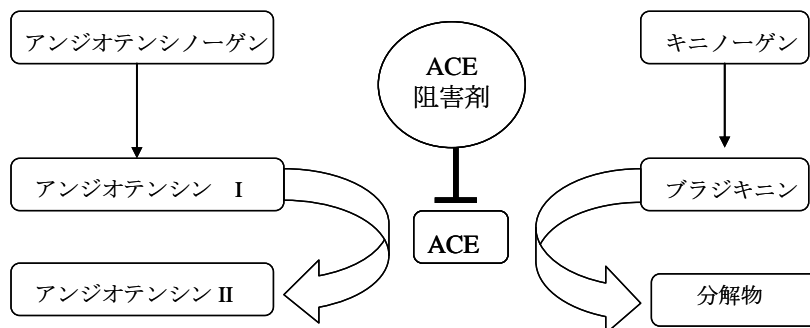 アンジオテンシノーゲン
ACE
阻害剤
キニノーゲン
アンジオテンシン I
ACE
ブラジキニン
アンジオテンシン II
分解物